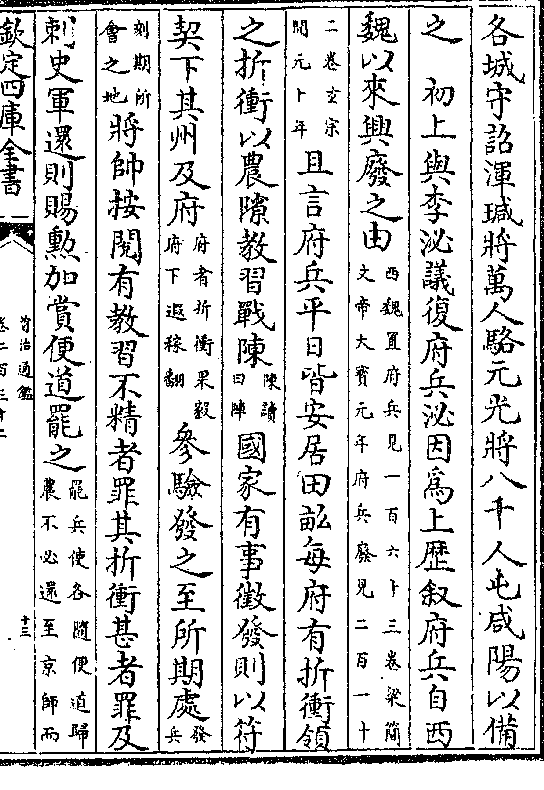 各城守詔渾瑊將萬人駱元光將八千人屯咸陽以備
之　初上與李泌議復府兵泌因爲上歴叙府兵自西
魏以來興廢之由
西魏置府兵見一百六十三卷梁簡
文帝大寳元年府兵廢見二百一十
二卷玄宗
開元十年
且言府兵平日皆安居田畝每府有折衝領
之折衝以農隙教習戰陳
陳讀
曰陣
國家有事徵發則以符
契下其州及府
府者折衝果毅
府下遐稼翻
參驗發之至所期處
發兵
刻期所
會之地
將帥按閱有教習不精者罪其折衝甚者罪及
刺史軍還則賜勲加賞便道罷之
罷兵使各隨便道歸
農不必還至京師而
欽定四庫全書
資治通鑑
卷二百三十二
十三